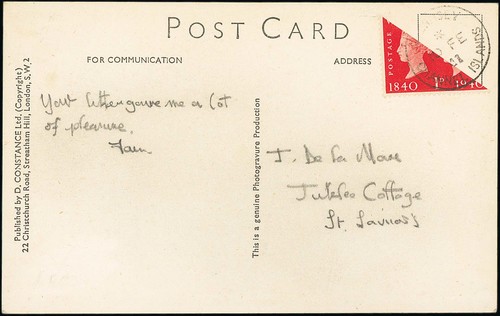 POST CARD
FOR COMMUNICATION
ADDRESS
POSTAGE
1840
1D
1940
ISLANDS
22
FE
Your letter gave me a lot
of pleasure.
J. De La Mare
Jubilee Cottage
St. Saviour's
This is a genuine Photogravure Production
Published by D. CONSTANCE Ltd. (Copyright)
22 Christchurch Road, Streatham Hill, London, S.W.2